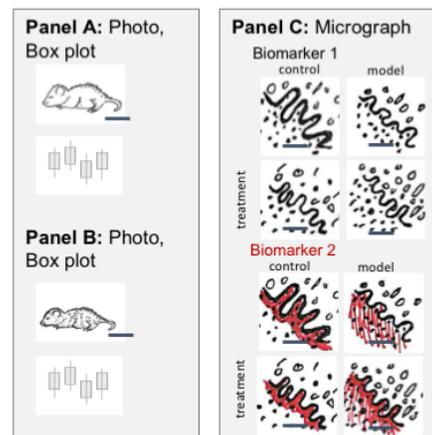 Panel A: Photo,
Box plot
Panel B: Photo,
Box plot
Panel C: Micrograph
Biomarker 1
control model
treatment
Biomarker 2
control model
treatment